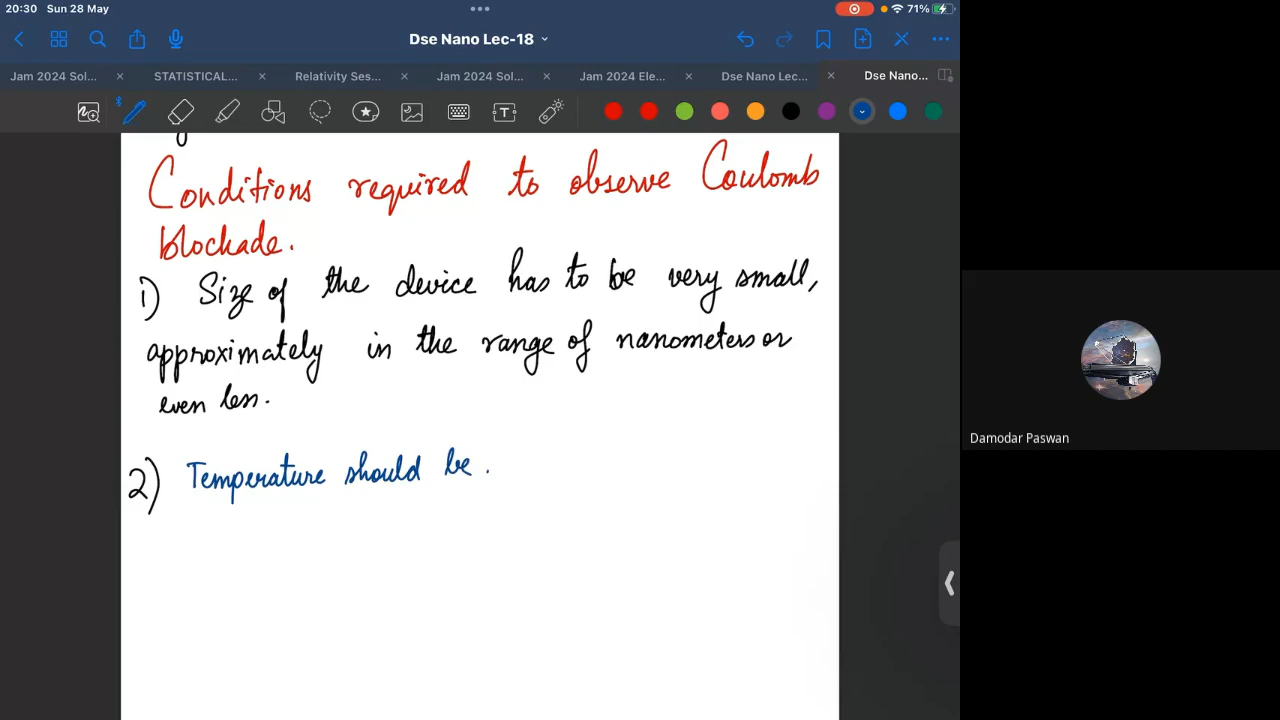 20:30 Sun 28 May
71%
Dse Nano Lec-18
Jam 2024 Sol...
STATISTICAL...
Relativity Ses...
Jam 2024 Sol...
Jam 2024 Ele...
Dse Nano Lec...
Dse Nano...
Conditions required to observe Coulomb
blockade.
1) Size of the device has to be very small,
approximately in the range of nanometers or
even less.
2) Temperature should be .
Damodar Paswan